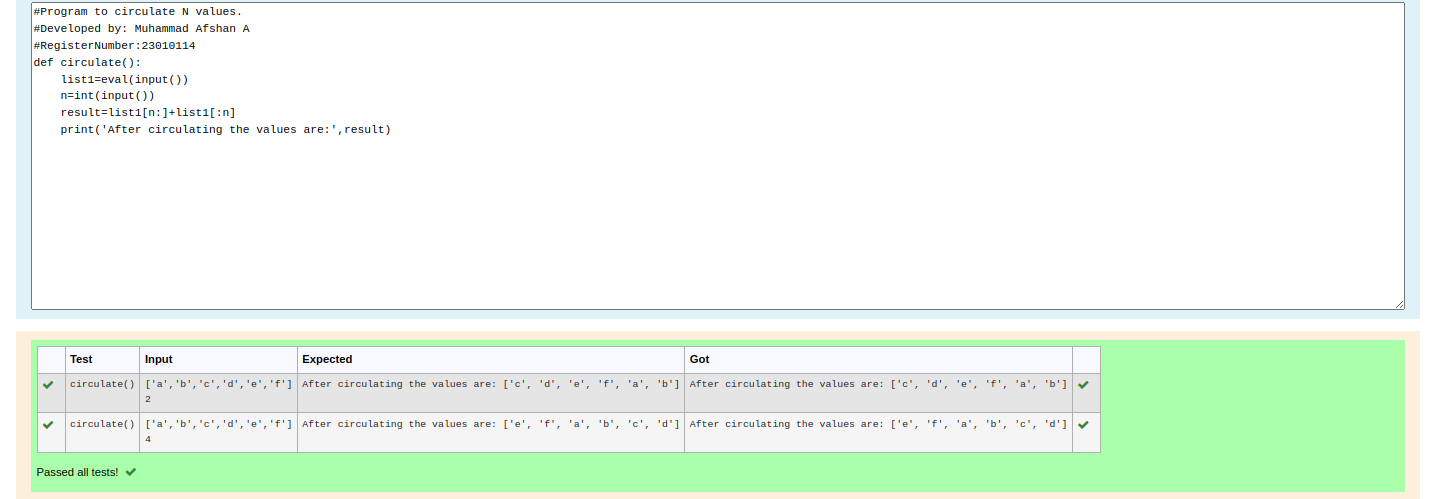 #Program to circulate N values.
#Developed by: Muhammad Afshan A
#RegisterNumber:23010114
def circulate():
    list1=eval(input())
    n=int(input())
    result=list1[n:]+list1[:n]
    print('After circulating the values are:',result)
Test Input Expected Got
circulate() ['a','b','c','d','e','f'] After circulating the values are: ['c', 'd', 'e', 'f', 'a', 'b'] After circulating the values are: ['c', 'd', 'e', 'f', 'a', 'b']
2
circulate() ['a','b','c','d','e','f'] After circulating the values are: ['e', 'f', 'a', 'b', 'c', 'd'] After circulating the values are: ['e', 'f', 'a', 'b', 'c', 'd']
4
Passed all tests!